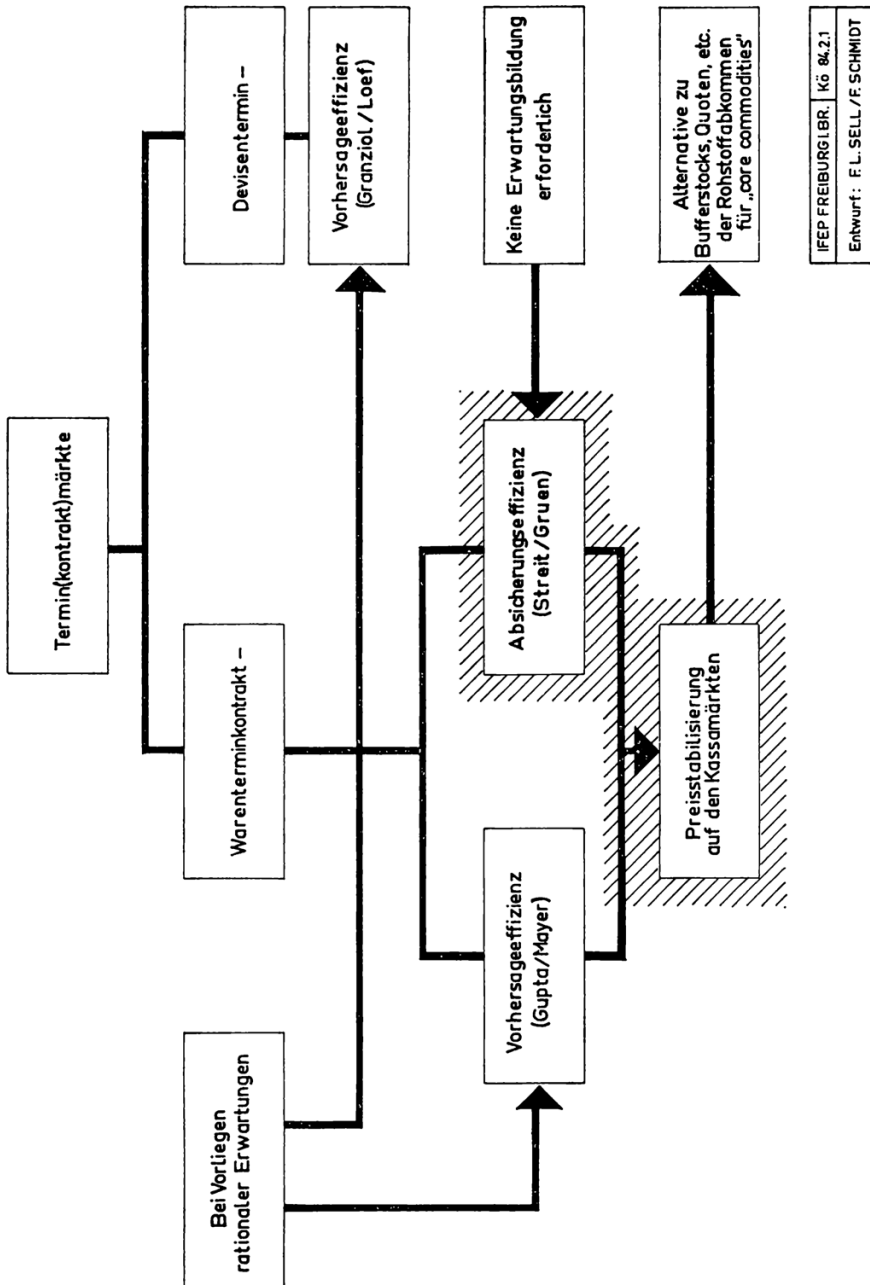 Termin(kontrakt)märkte
Bei Vorliegen
rationaler Erwartungen
Warenterminkontrakt –
Devisentermin –
Vorhersageeffizienz
(Granziol/Loef)
Vorhersageeffizienz
(Gupta/Mayer)
Absicherungseffizienz
(Streit/Gruen)
Keine Erwartungsbildung
erforderlich
Preisstabilisierung
auf den Kassamärkten
Alternative zu
Bufferstocks, Quoten, etc.
der Rohstoffabkommen
für „core commodities"
IFEP FREIBURG I.BR. Kö 84.2.1
Entwurf: F.L.SELL/F.SCHMIDT